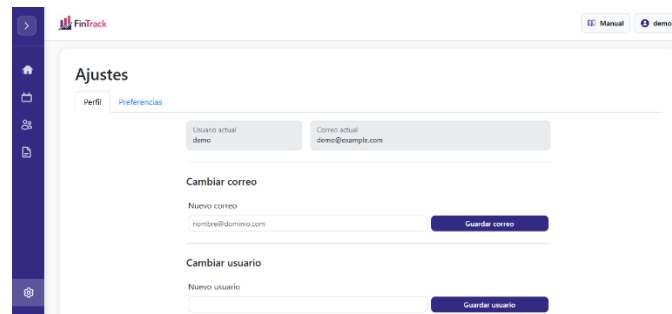 FinTrack
Manual
demo
Ajustes
Perfil Preferencias
Usuario actual
demo
Correo actual
demo@example.com
Cambiar correo
Nuevo correo
nombre@dominio.com
Guardar correo
Cambiar usuario
Nuevo usuario
Guardar usuario